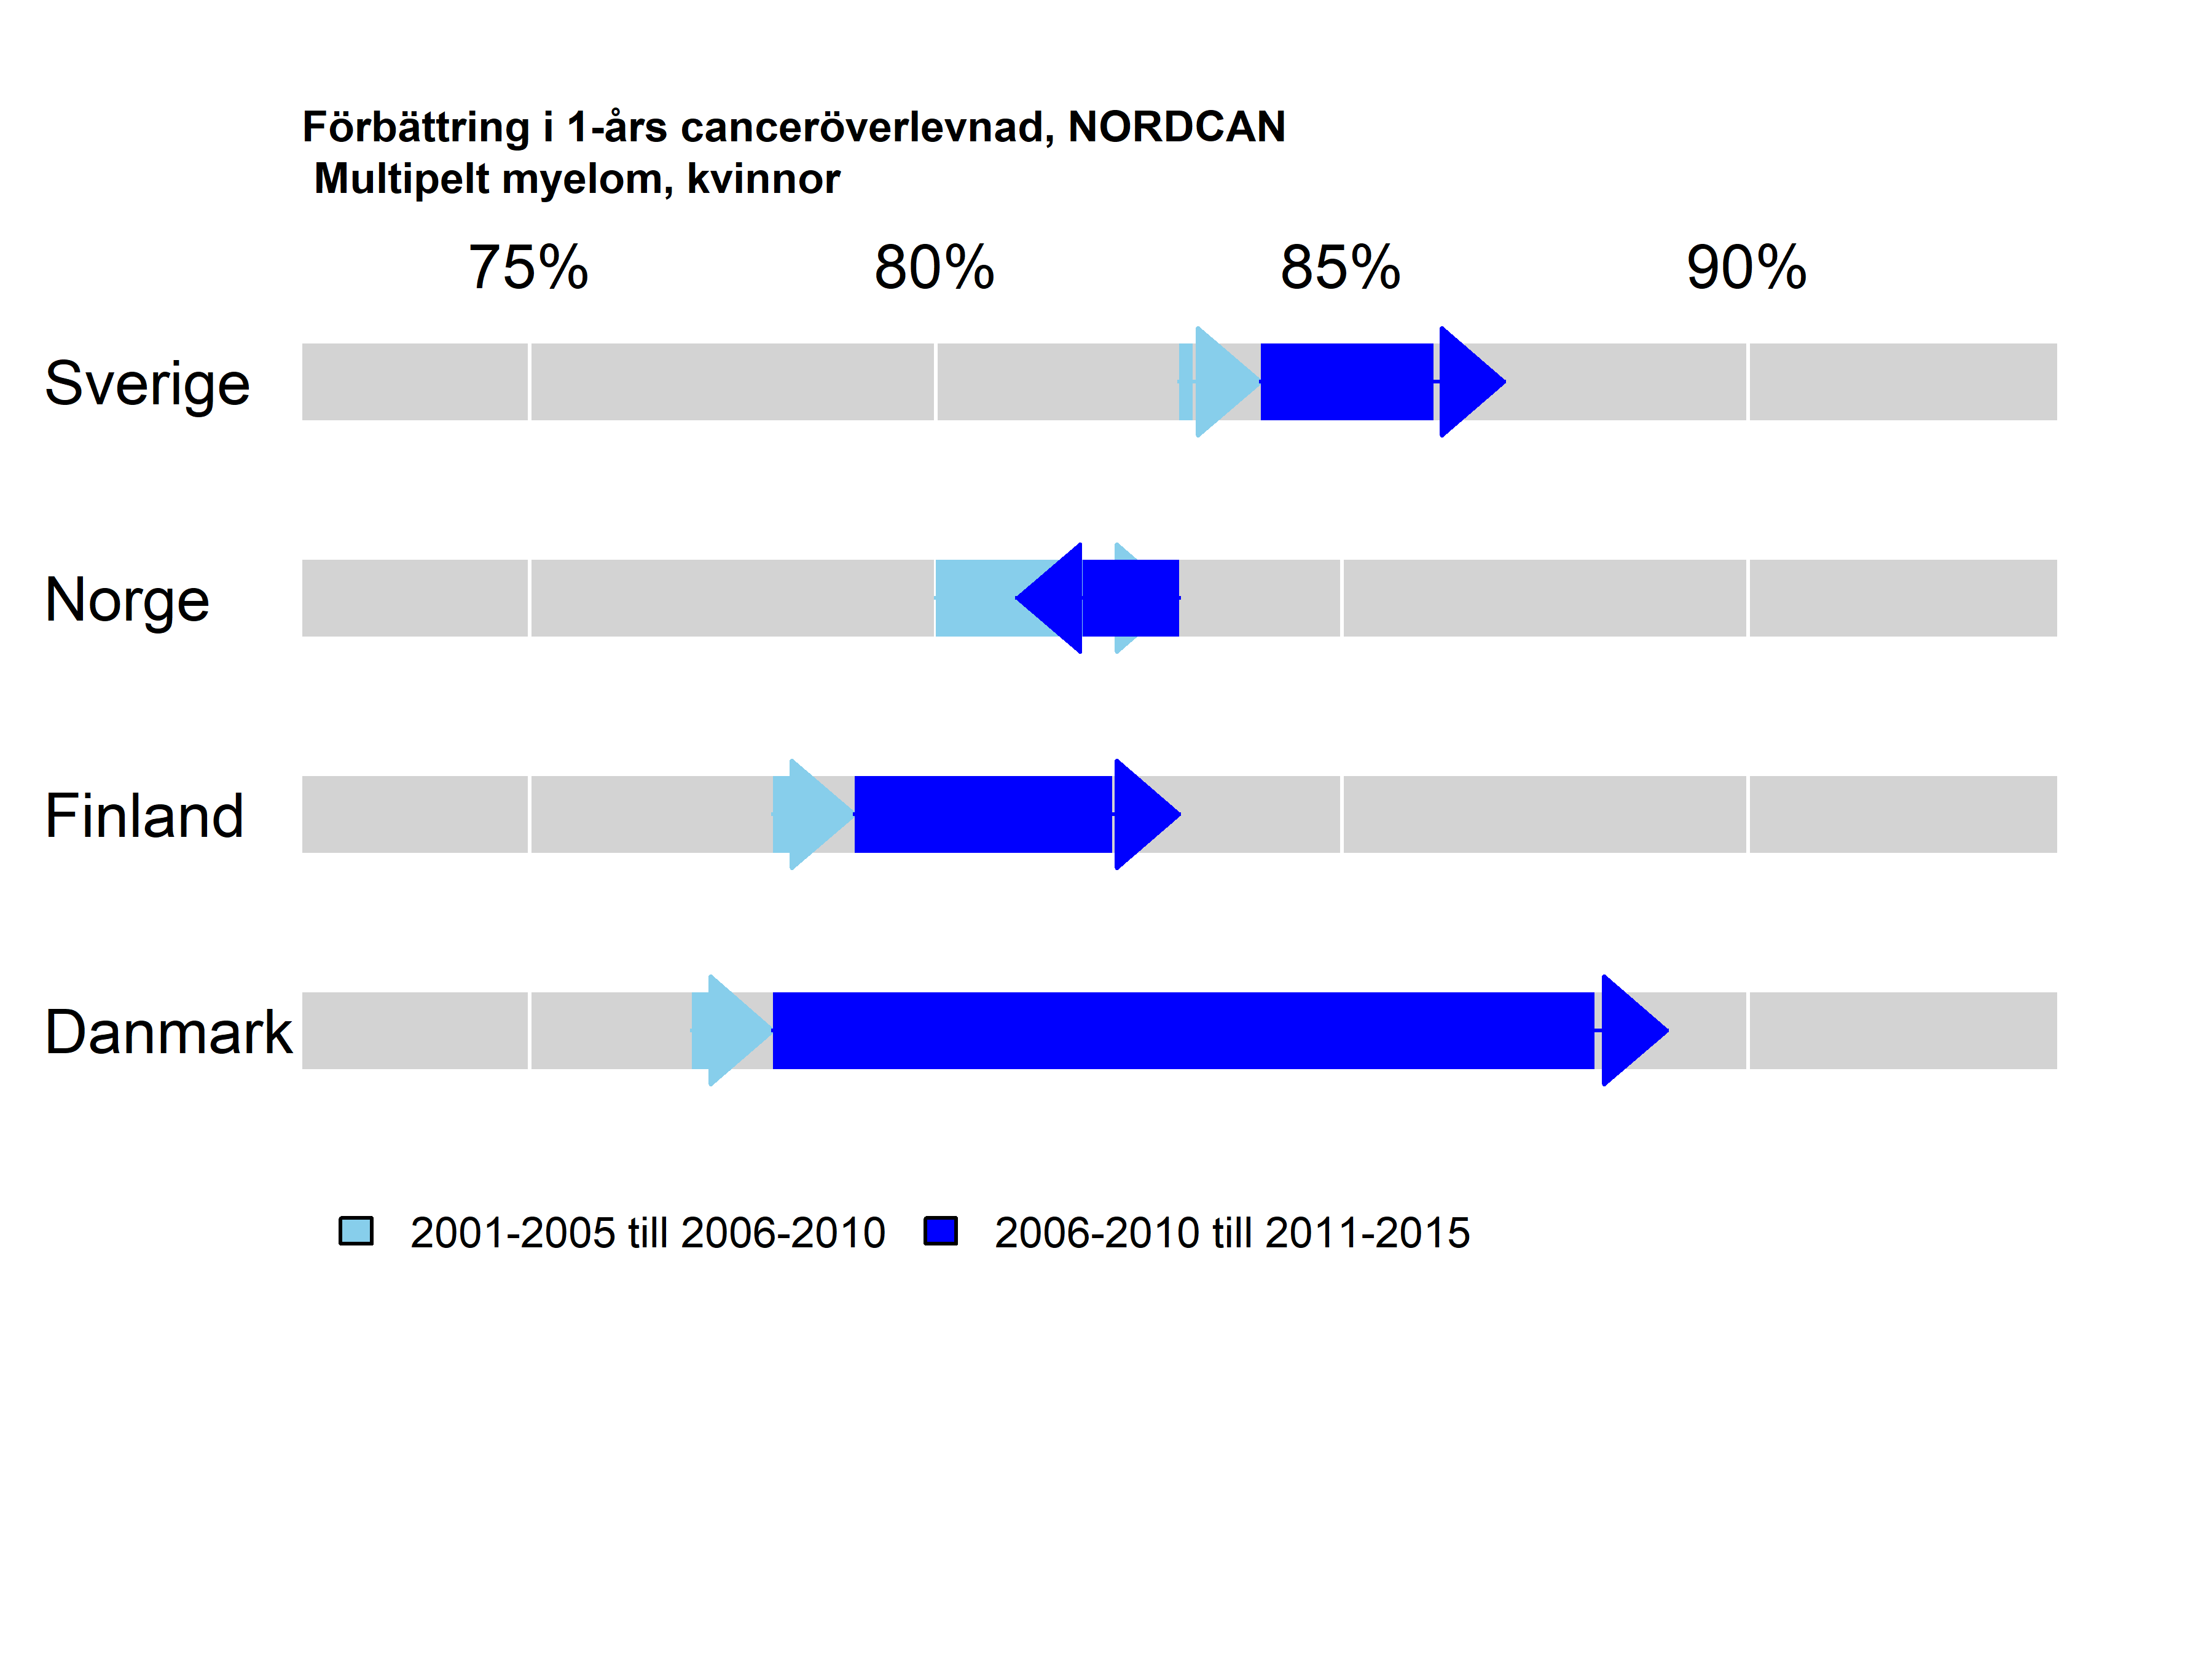 Förbättring i 1-års canceröverlevnad, NORDCAN
Multipelt myelom, kvinnor
75% 80% 85% 90%
Sverige
Norge
Finland
Danmark
2001-2005 till 2006-2010 2006-2010 till 2011-2015